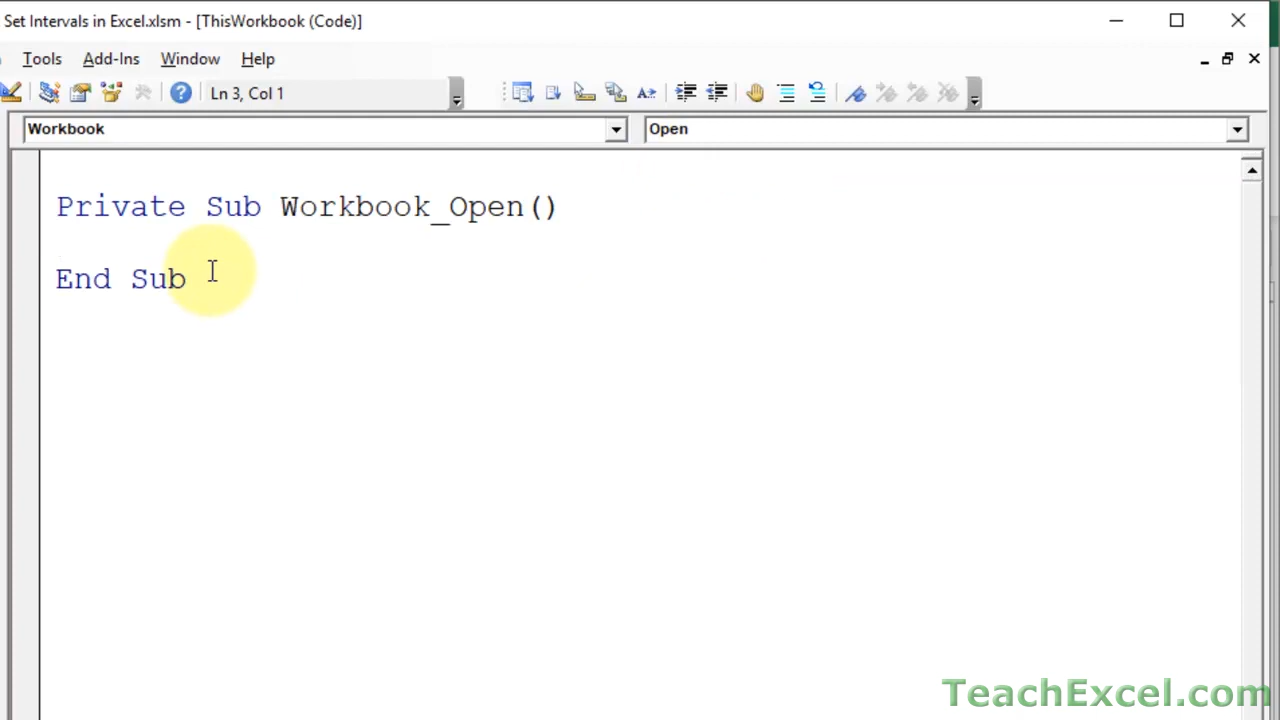 Set Intervals in Excel.xlsm - [ThisWorkbook (Code)]
Tools Add-Ins Window Help
Ln 3, Col 1
Workbook Open
Private Sub Workbook_Open()
End Sub
TeachExcel.com